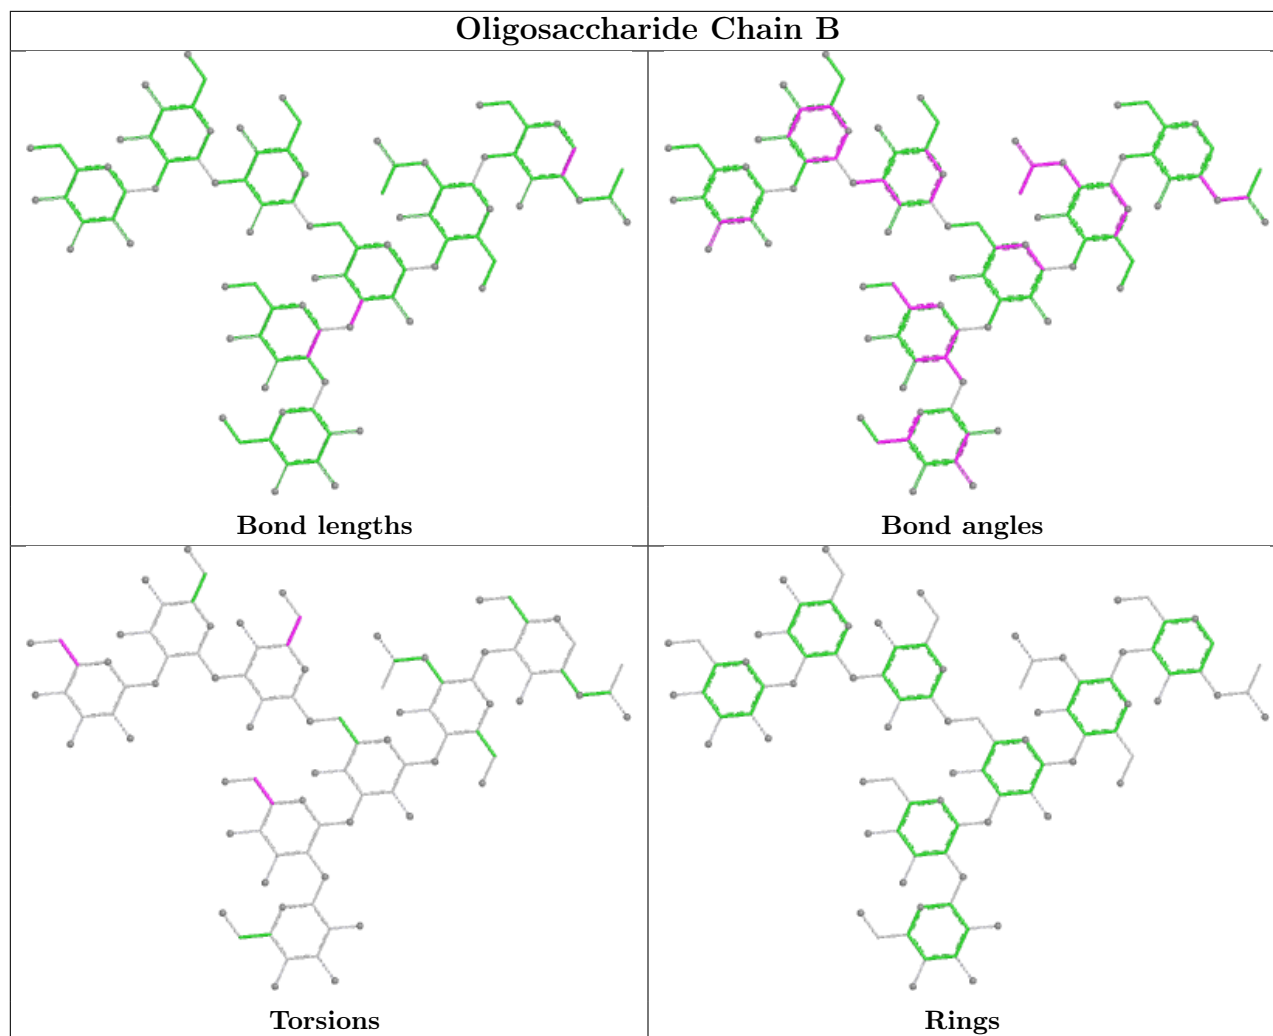 Oligosaccharide Chain B
Bond lengths
Bond angles
Torsions
Rings